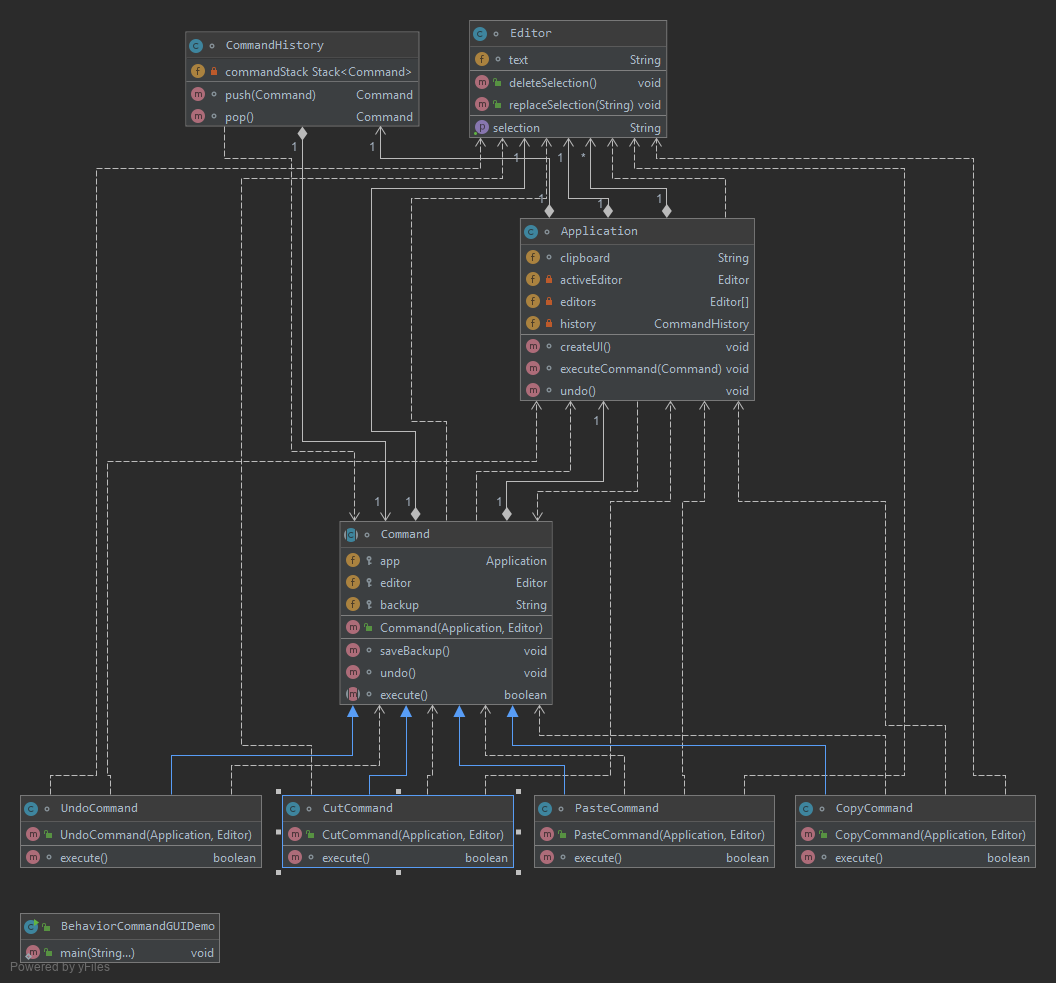 CommandHistory
commandStack Stack<Command>
push(Command) Command
pop() Command
Editor
text String
deleteSelection() void
replaceSelection(String) void
selection String
1
1
1
1
*
1
1
1
Application
clipboard String
activeEditor Editor
editors Editor[]
history CommandHistory
createUI() void
executeCommand(Command) void
undo() void
1
1
1
1
Command
app Application
editor Editor
backup String
Command(Application, Editor)
saveBackup() void
undo() void
execute() boolean
UndoCommand
UndoCommand(Application, Editor)
execute() boolean
CutCommand
CutCommand(Application, Editor)
execute() boolean
PasteCommand
PasteCommand(Application, Editor)
execute() boolean
CopyCommand
CopyCommand(Application, Editor)
execute() boolean
BehaviorCommandGUIDemo
main(String...) void
Powered by yFiles